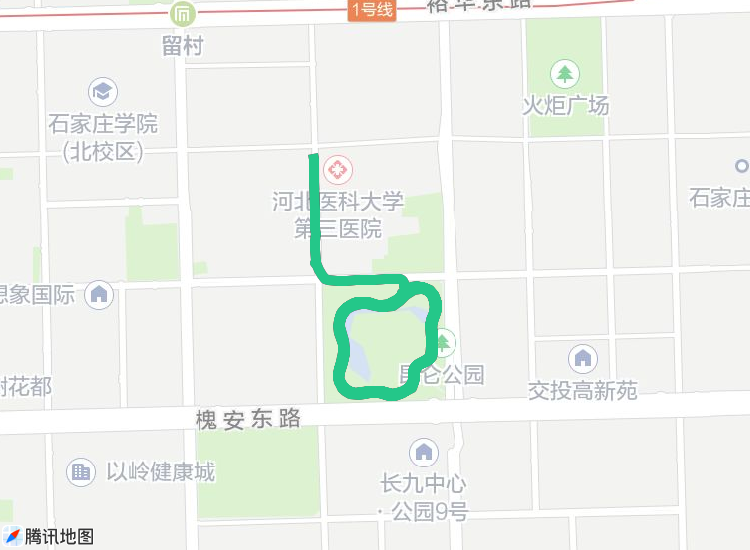 裕华东路
1号线
留村
石家庄学院
(北校区)
火炬广场
河北医科大学
第三医院
石家庄
想象国际
昆仑公园
交投高新苑
花都
槐安东路
以岭健康城
长九中心
·公园9号
腾讯地图